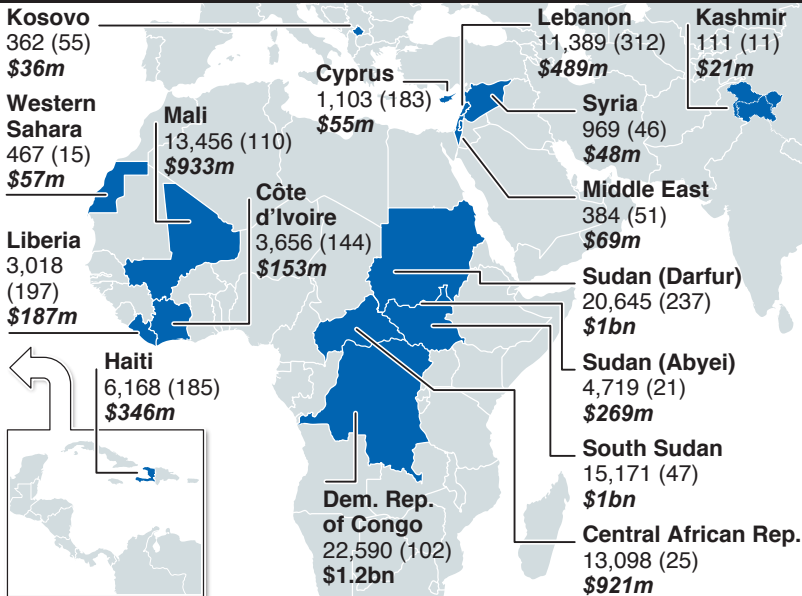 Kosovo
362 (55)
$36m
Western
Sahara
467 (15)
$57m
Mali
13,456 (110)
$933m
Cyprus
1,103 (183)
$55m
Lebanon
11,389 (312)
$489m
Kashmir
111 (11)
$21m
Syria
969 (46)
$48m
Middle East
384 (51)
$69m
Côte
d’Ivoire
3,656 (144)
$153m
Liberia
3,018
(197)
$187m
Haiti
6,168 (185)
$346m
Sudan (Darfur)
20,645 (237)
$1bn
Sudan (Abyei)
4,719 (21)
$269m
South Sudan
15,171 (47)
$1bn
Dem. Rep.
of Congo
22,590 (102)
$1.2bn
Central African Rep.
13,098 (25)
$921m